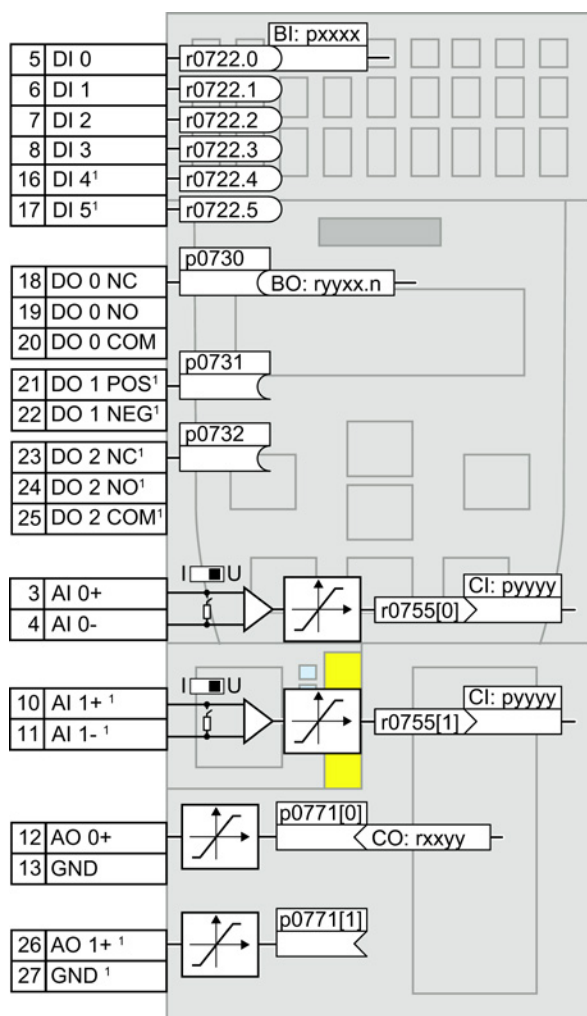 BI: pxxxx
5 DI 0 r0722.0
6 DI 1 r0722.1
7 DI 2 r0722.2
8 DI 3 r0722.3
16 DI 4¹ r0722.4
17 DI 5¹ r0722.5
p0730
18 DO 0 NC BO: ryyxx.n
19 DO 0 NO
20 DO 0 COM
p0731
21 DO 1 POS¹
22 DO 1 NEG¹
p0732
23 DO 2 NC¹
24 DO 2 NO¹
25 DO 2 COM¹
I U
CI: pyyyy
3 AI 0+
r0755[0]
4 AI 0-
I U
CI: pyyyy
10 AI 1+ ¹
r0755[1]
11 AI 1- ¹
p0771[0]
12 AO 0+ CO: rxxyy
13 GND
p0771[1]
26 AO 1+ ¹
27 GND ¹